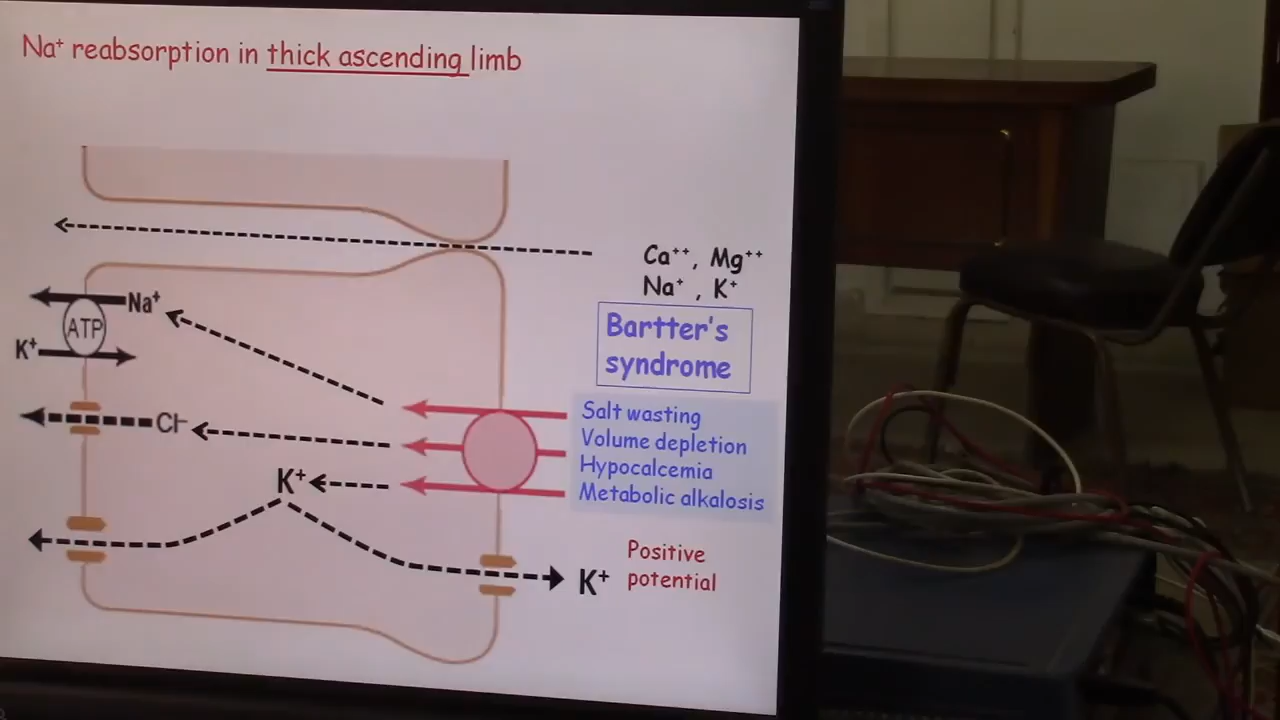 Na⁺ reabsorption in thick ascending limb
Ca⁺⁺, Mg⁺⁺
Na⁺ , K⁺
Bartter's
syndrome
Na⁺
ATP
K⁺
Salt wasting
Volume depletion
Hypocalcemia
Metabolic alkalosis
Cl-
K⁺
Positive
potential
K⁺